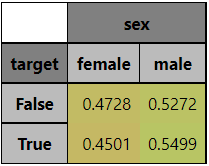 sex
target female male
False 0.4728 0.5272
True 0.4501 0.5499